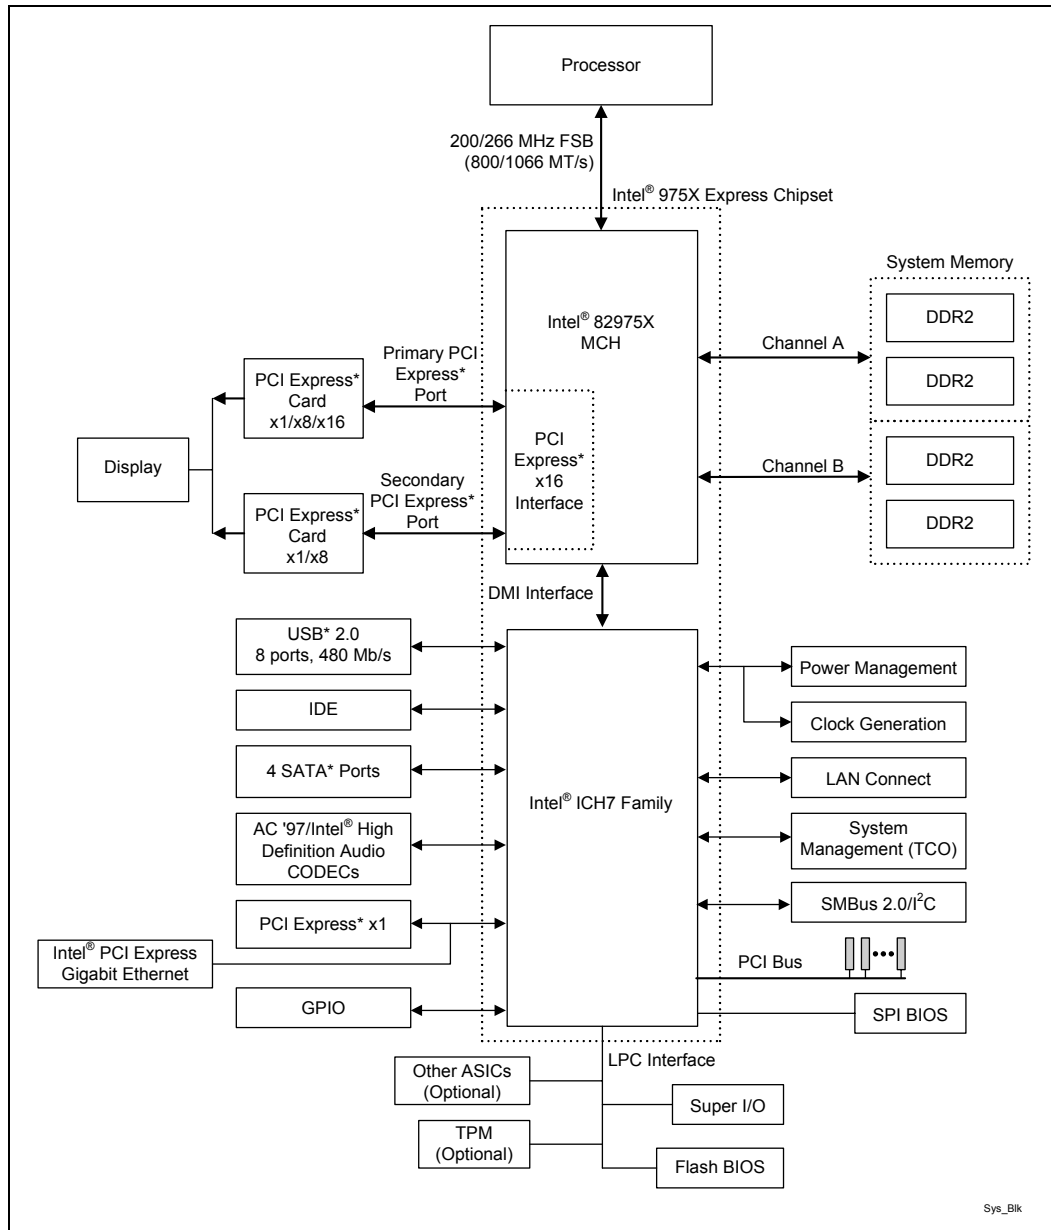 Processor
200/266 MHz FSB
(800/1066 MT/s)
Intel® 975X Express Chipset
System Memory
Intel® 82975X
MCH
DDR2
DDR2
DDR2
DDR2
Channel A
Channel B
Primary PCI
Express*
Port
PCI Express*
Card
x1/x8/x16
PCI
Express*
x16
Interface
Display
Secondary
PCI Express*
Port
PCI Express*
Card
x1/x8
DMI Interface
USB* 2.0
8 ports, 480 Mb/s
IDE
4 SATA* Ports
AC '97/Intel® High
Definition Audio
CODECs
PCI Express* x1
Intel® PCI Express
Gigabit Ethernet
GPIO
Intel® ICH7 Family
Power Management
Clock Generation
LAN Connect
System
Management (TCO)
SMBus 2.0/I²C
PCI Bus
SPI BIOS
LPC Interface
Other ASICs
(Optional)
Super I/O
TPM
(Optional)
Flash BIOS
Sys_Blk